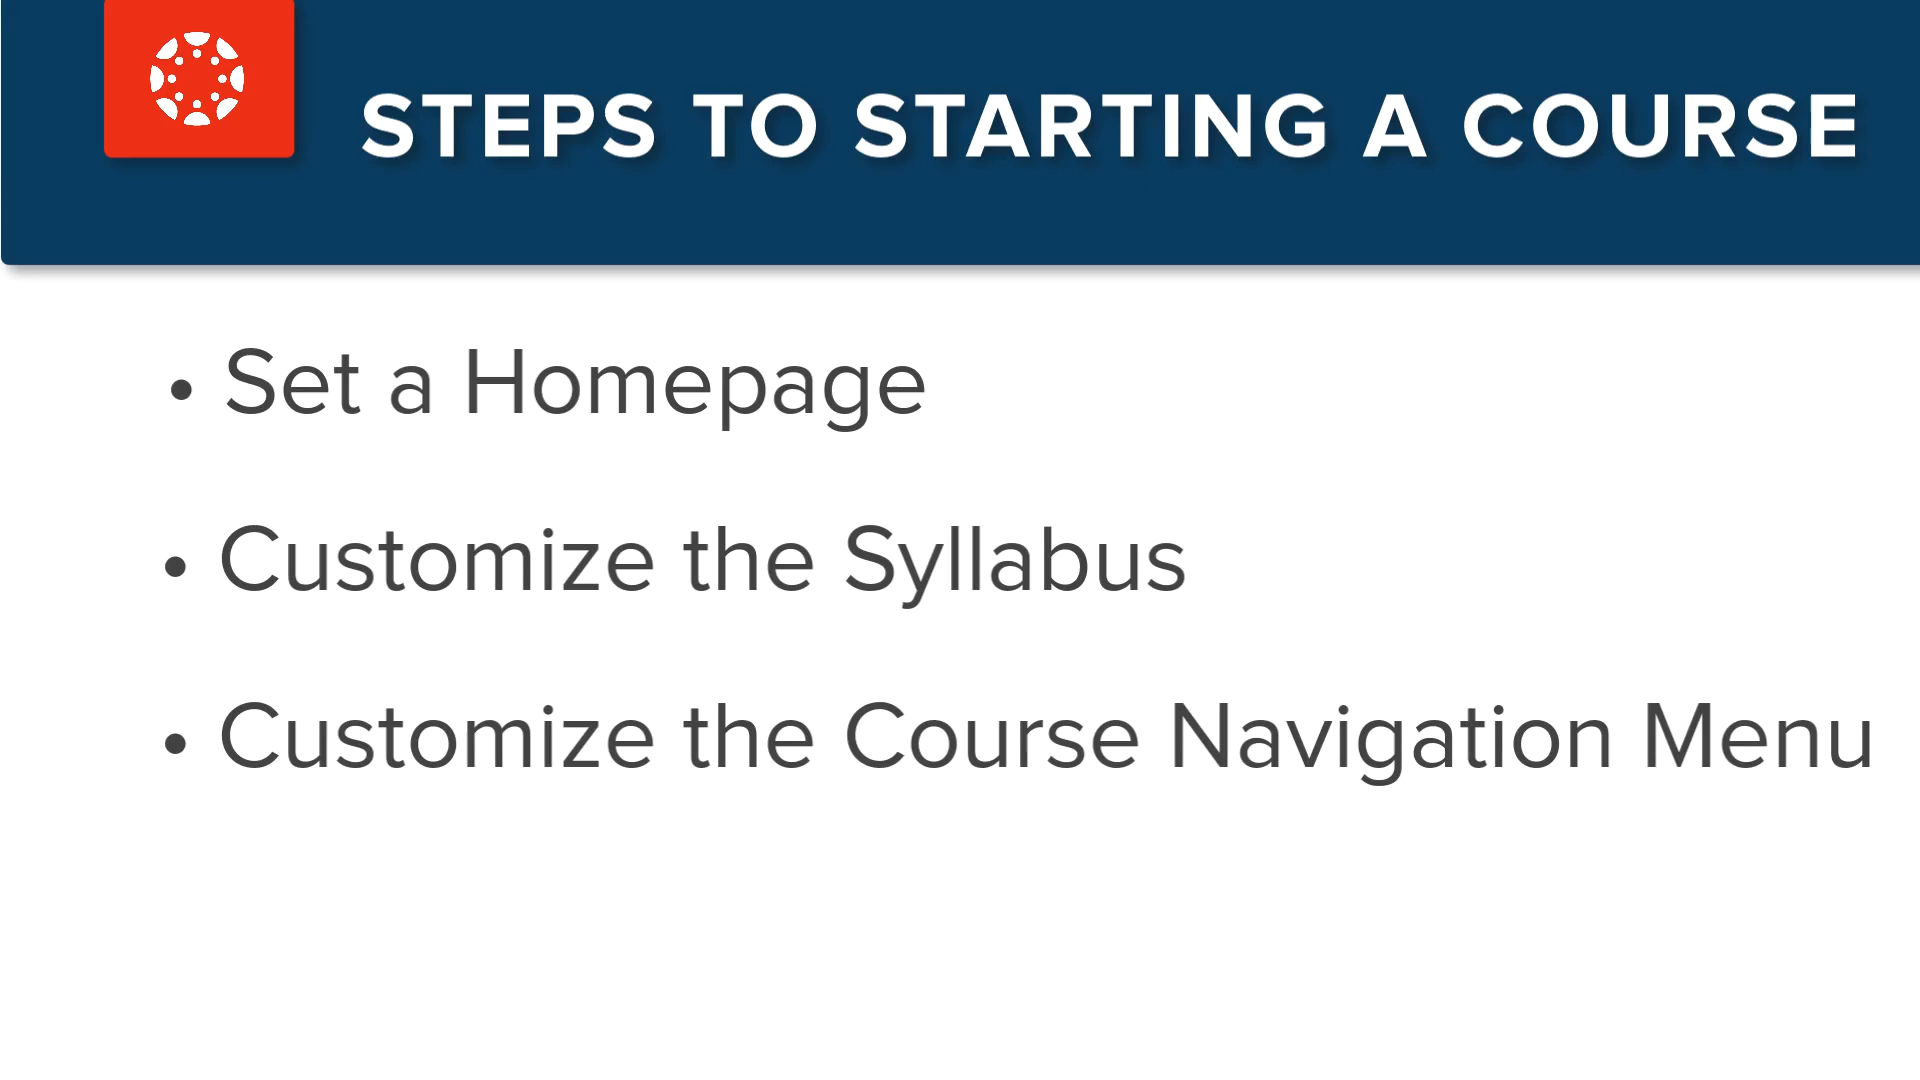 STEPS TO STARTING A COURSE
• Set a Homepage
• Customize the Syllabus
• Customize the Course Navigation Menu